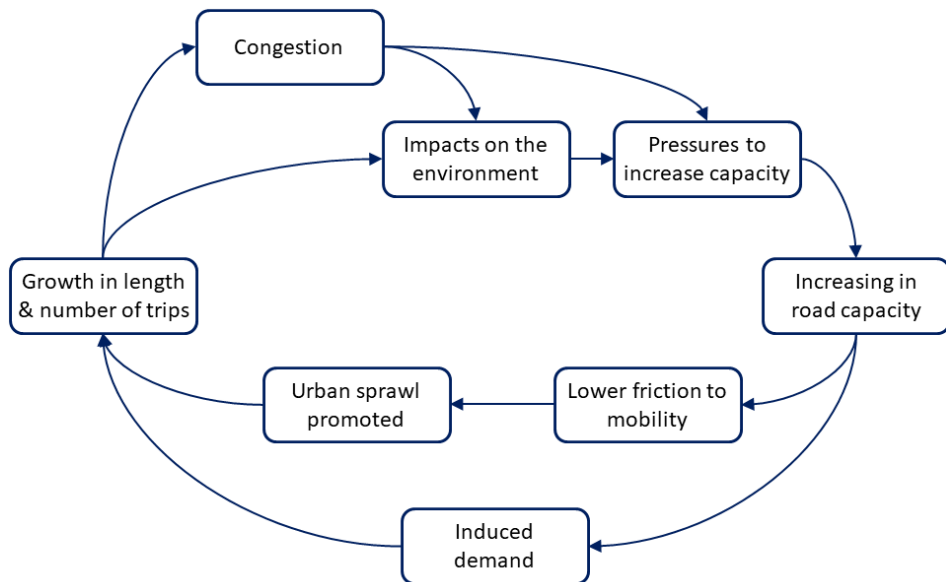 Congestion
Impacts on the
environment
Pressures to
increase capacity
Growth in length
& number of trips
Increasing in
road capacity
Urban sprawl
promoted
Lower friction to
mobility
Induced
demand